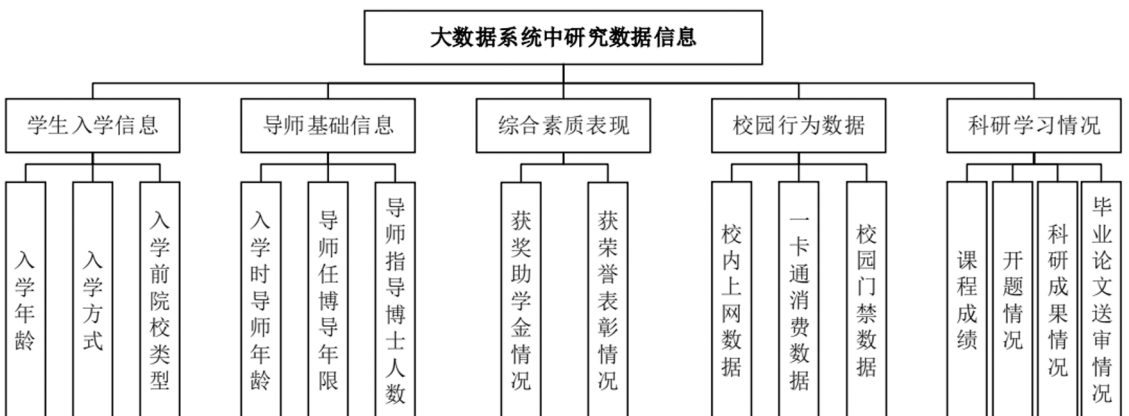 大数据系统中研究数据信息
学生入学信息
导师基础信息
综合素质表现
校园行为数据
科研学习情况
入学年龄
入学方式
入学前院校类型
入学时导师年龄
导师任博导年限
导师指导博士人数
获奖助学金情况
获荣誉表彰情况
校内上网数据
一卡通消费数据
校园门禁数据
课程成绩
开题情况
科研成果情况
毕业论文送审情况